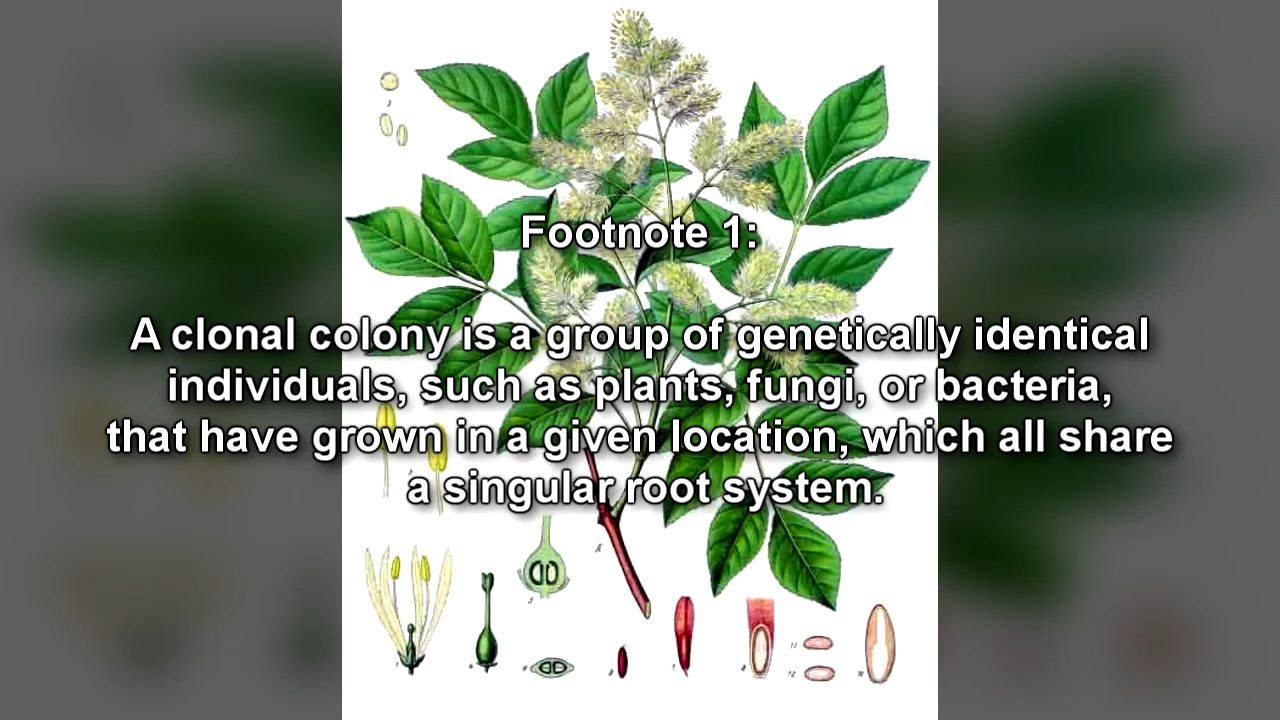 Footnote 1:
A clonal colony is a group of genetically identical
individuals, such as plants, fungi, or bacteria,
that have grown in a given location, which all share
a singular root system.